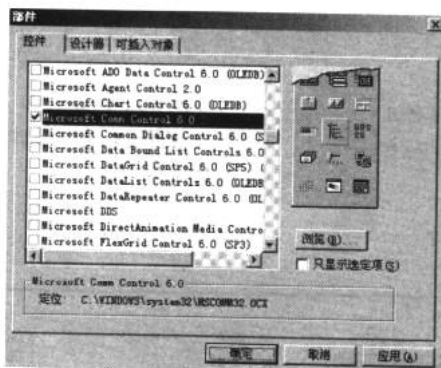 部件
控件 设计器 可插入对象
Microsoft ADO Data Control 6.0 (OLEDB)
Microsoft Agent Control 2.0
Microsoft Chart Control 6.0 (OLEDB)
Microsoft Comm Control 6.0
Microsoft Common Dialog Control 6.0 (S
Microsoft Data Bound List Controls 6.0
Microsoft DataGrid Control 6.0 (SP5) (
Microsoft DataList Controls 6.0 (OLEDB
Microsoft DataRepeater Control 6.0 (OL
Microsoft DDS
Microsoft DirectAnimation Media Contro
Microsoft FlexGrid Control 6.0 (SP3)
浏览(B)...
只显示选定项(S)
Microsoft Comm Control 6.0
定位: C:\WINDOWS\system32\MSCOMM32.OCX
确定 取消 应用(A)